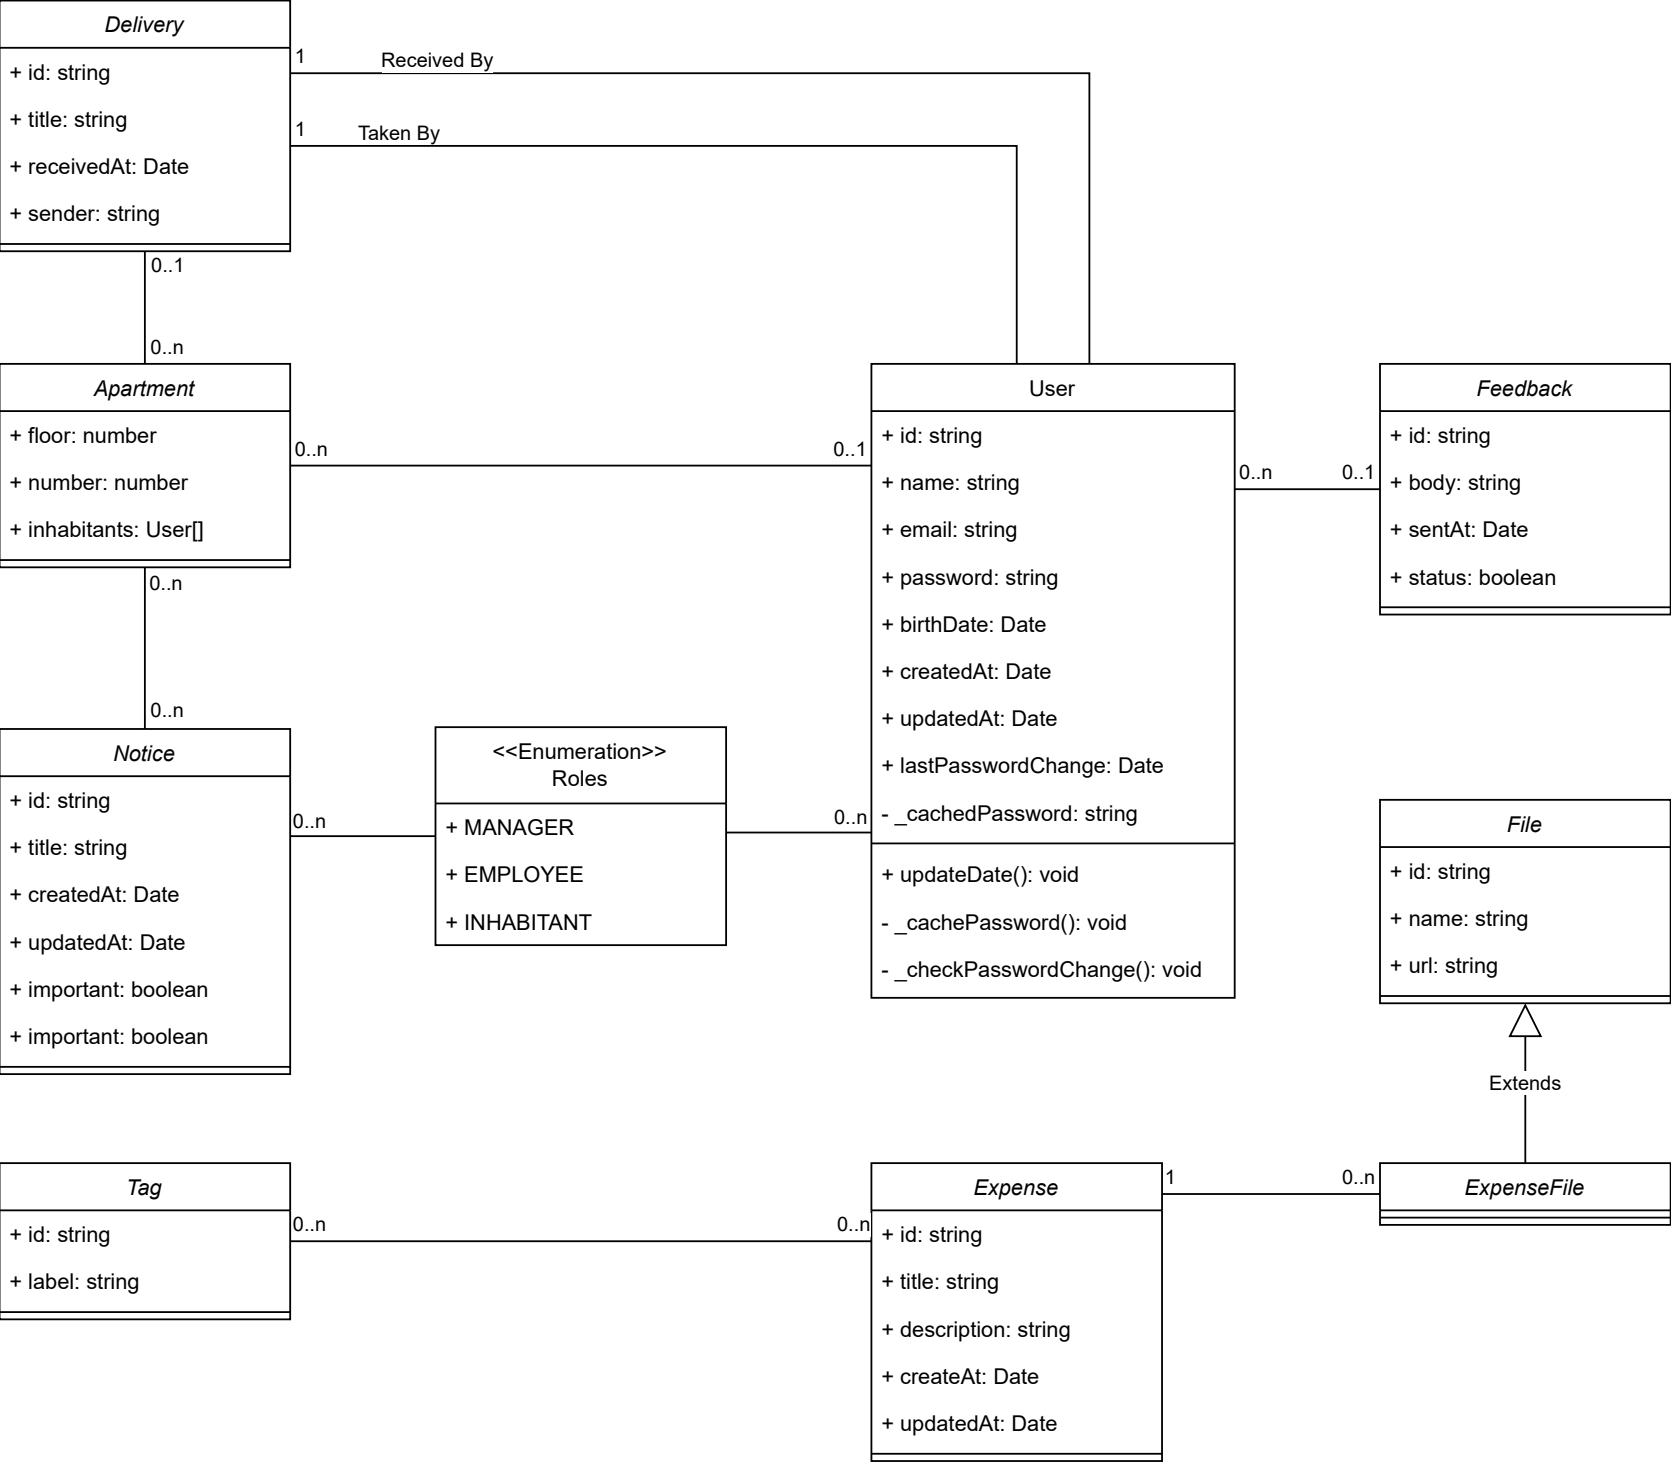 Delivery
+ id: string
+ title: string
+ receivedAt: Date
+ sender: string
1
Received By
1
Taken By
0..1
0..n
Apartment
+ floor: number
+ number: number
+ inhabitants: User[]
0..n
0..1
User
+ id: string
+ name: string
+ email: string
+ password: string
+ birthDate: Date
+ createdAt: Date
+ updatedAt: Date
+ lastPasswordChange: Date
- _cachedPassword: string
+ updateDate(): void
- _cachePassword(): void
- _checkPasswordChange(): void
0..n
0..1
Feedback
+ id: string
+ body: string
+ sentAt: Date
+ status: boolean
0..n
0..n
Notice
+ id: string
+ title: string
+ createdAt: Date
+ updatedAt: Date
+ important: boolean
+ important: boolean
0..n
<<Enumeration>>
Roles
+ MANAGER
+ EMPLOYEE
+ INHABITANT
0..n
File
+ id: string
+ name: string
+ url: string
Extends
Tag
+ id: string
+ label: string
0..n
0..n
Expense
+ id: string
+ title: string
+ description: string
+ createAt: Date
+ updatedAt: Date
1
0..n
ExpenseFile